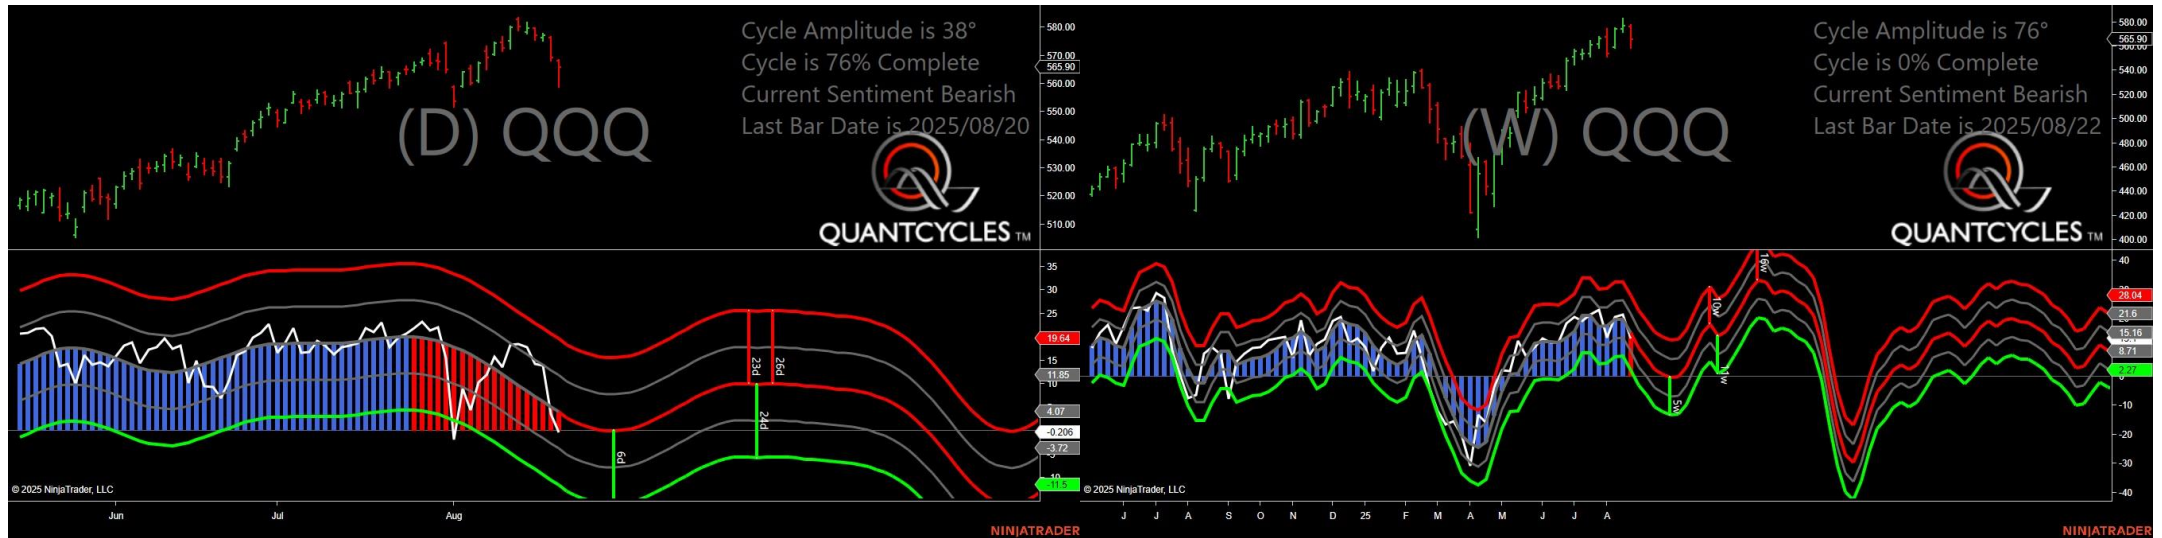 Cycle Amplitude is 38°
Cycle is 76% Complete
Current Sentiment Bearish
Last Bar Date is 2025/08/20
(D) QQQ
QUANTCYCLES TM
580.00
570.00
565.90
560.00
550.00
540.00
530.00
520.00
510.00
35
30
25
19.64
15
11.85
10
4.07
-0.206
-3.72
-11.5
23d
26d
24d
6d
© 2025 NinjaTrader, LLC
Jun Jul Aug
NINJATRADER
Cycle Amplitude is 76°
Cycle is 0% Complete
Current Sentiment Bearish
Last Bar Date is 2025/08/22
(W) QQQ
QUANTCYCLES TM
580.00
565.90
560.00
540.00
520.00
500.00
480.00
460.00
440.00
420.00
400.00
40
28.04
21.6
15.16
8.71
2.27
-10
-20
-30
-40
16w
10w
11w
5w
© 2025 NinjaTrader, LLC
J J A S O N D 25 F M A M J J A
NINJATRADER